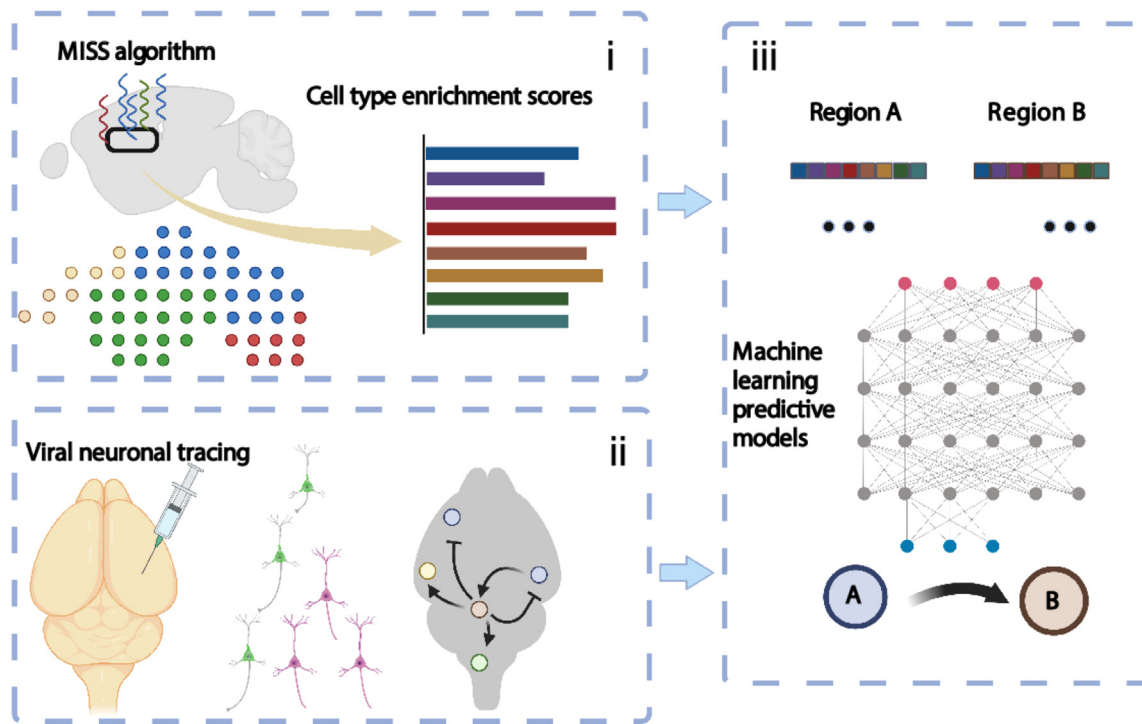 i
MISS algorithm
Cell type enrichment scores
ii
Viral neuronal tracing
iii
Region A
Region B
Machine
learning
predictive
models
A
B